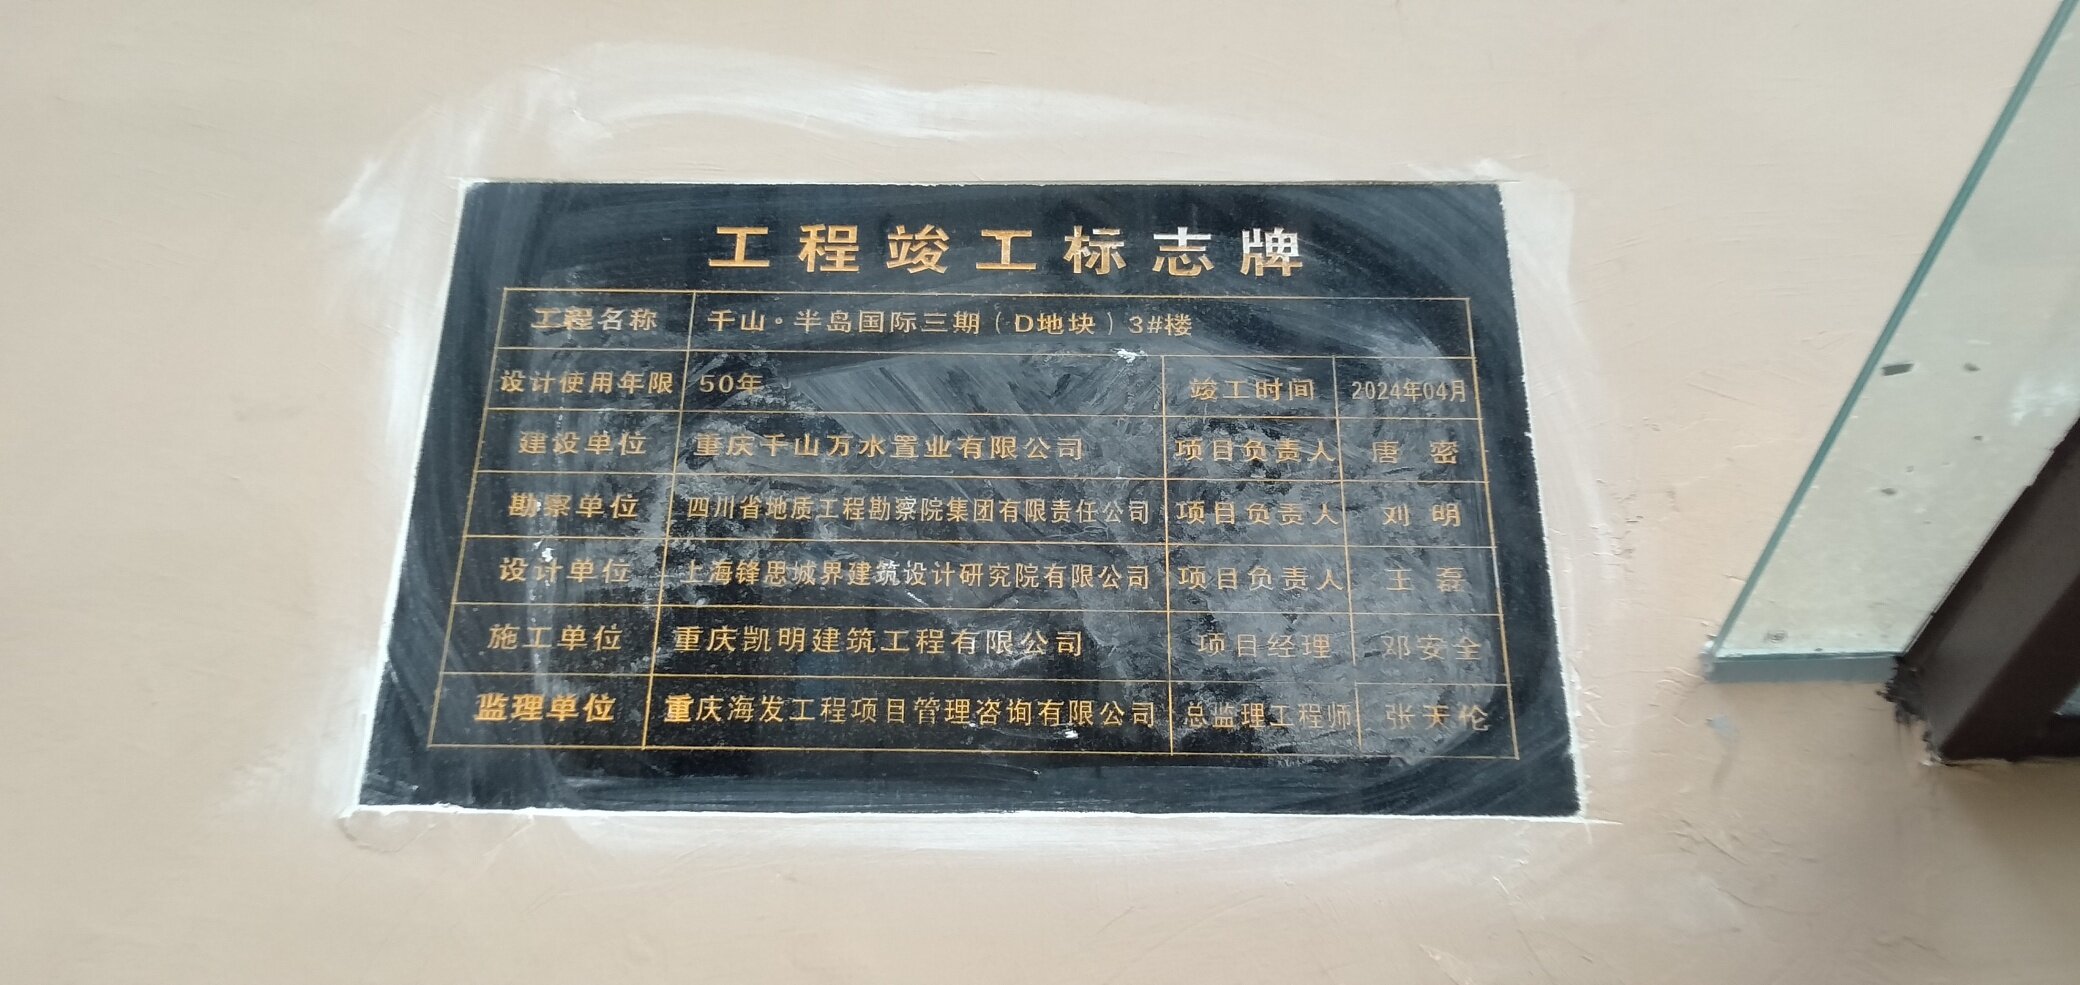 工程竣工标志牌
工程名称 千山·半岛国际三期（D地块）3#楼
设计使用年限 50年 竣工时间 2024年04月
建设单位 重庆千山万水置业有限公司 项目负责人 唐 密
勘察单位 四川省地质工程勘察院集团有限责任公司 项目负责人 刘 明
设计单位 上海锋思城界建筑设计研究院有限公司 项目负责人 王 磊
施工单位 重庆凯明建筑工程有限公司 项目经理 邓安全
监理单位 重庆海发工程项目管理咨询有限公司 总监理工程师 张天伦